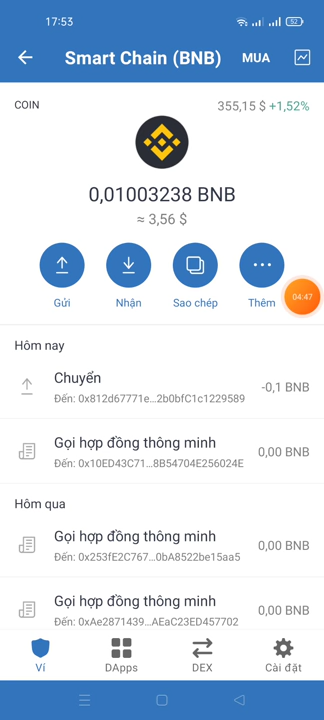 17:53
52
Smart Chain (BNB)
MUA
COIN
355,15 $ +1,52%
0,01003238 BNB
≈ 3,56 $
Gửi
Nhận
Sao chép
Thêm
04:47
Hôm nay
Chuyển
-0,1 BNB
Đến: 0x812d67771e...2b0bfC1c1229589
Gọi hợp đồng thông minh
0,00 BNB
Đến: 0x10ED43C71...8B54704E256024E
Hôm qua
Gọi hợp đồng thông minh
0,00 BNB
Đến: 0x253fE2C767...0bA8522be15aa5
Gọi hợp đồng thông minh
0,00 BNB
Đến: 0xAe2871439...AEaC23ED457702
Ví
DApps
DEX
Cài đặt